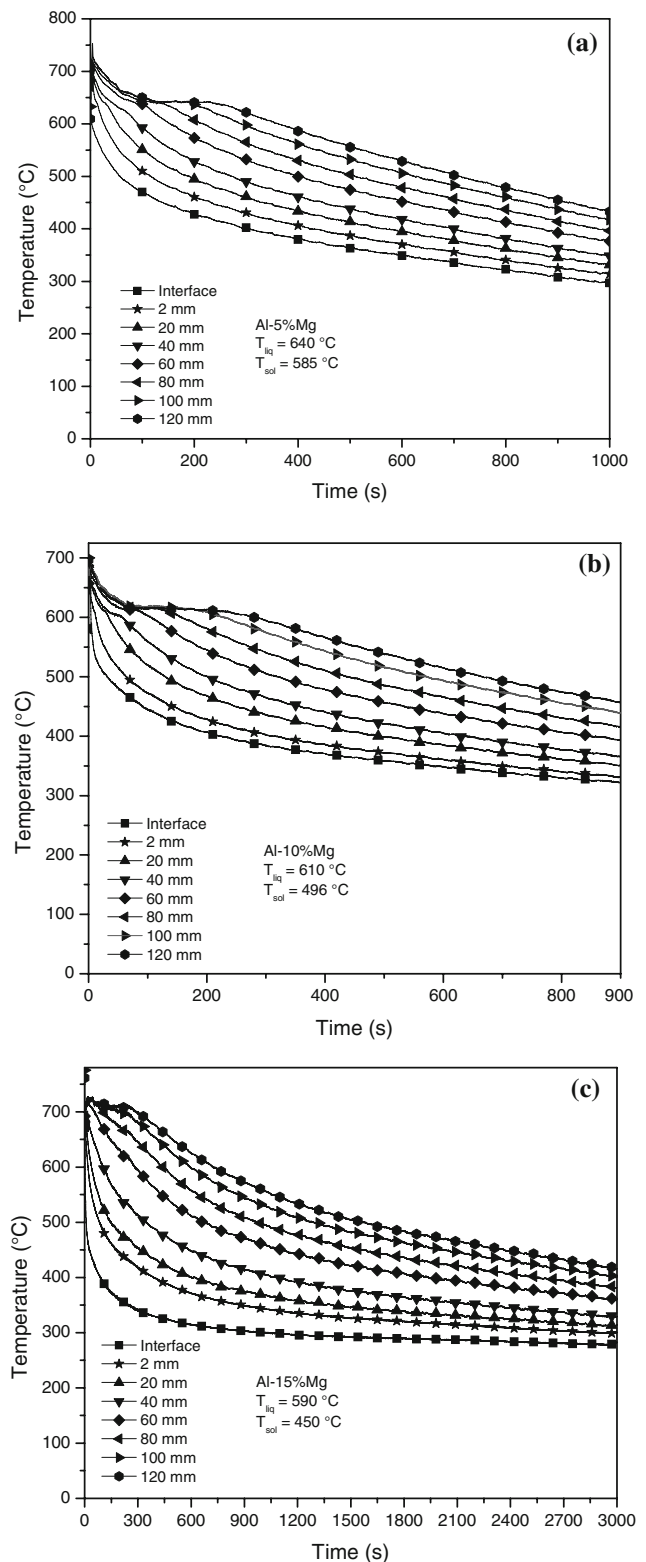 (a)
800
700
600
500
400
300
200
100
0
Temperature (°C)
Interface
2 mm
20 mm
40 mm
60 mm
80 mm
100 mm
120 mm
Al-5%Mg
T_liq = 640 °C
T_sol = 585 °C
0 200 400 600 800 1000
Time (s)
(b)
700
600
500
400
300
200
100
0
Temperature (°C)
Interface
2 mm
20 mm
40 mm
60 mm
80 mm
100 mm
120 mm
Al-10%Mg
T_liq = 610 °C
T_sol = 496 °C
0 200 400 600 800 900
Time (s)
(c)
700
600
500
400
300
200
100
0
Temperature (°C)
Interface
2 mm
20 mm
40 mm
60 mm
80 mm
100 mm
120 mm
Al-15%Mg
T_liq = 590 °C
T_sol = 450 °C
0 300 600 900 1200 1500 1800 2100 2400 2700 3000
Time (s)